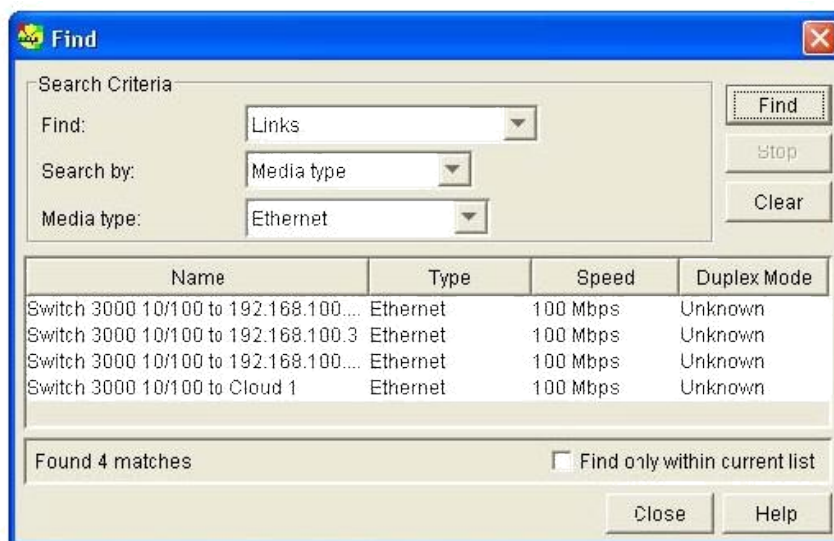 Find
Search Criteria
Find: Links
Search by: Media type
Media type: Ethernet
Find
Stop
Clear
Name Type Speed Duplex Mode
Switch 3000 10/100 to 192.168.100.... Ethernet 100 Mbps Unknown
Switch 3000 10/100 to 192.168.100.3 Ethernet 100 Mbps Unknown
Switch 3000 10/100 to 192.168.100.... Ethernet 100 Mbps Unknown
Switch 3000 10/100 to Cloud 1 Ethernet 100 Mbps Unknown
Found 4 matches Find only within current list
Close Help